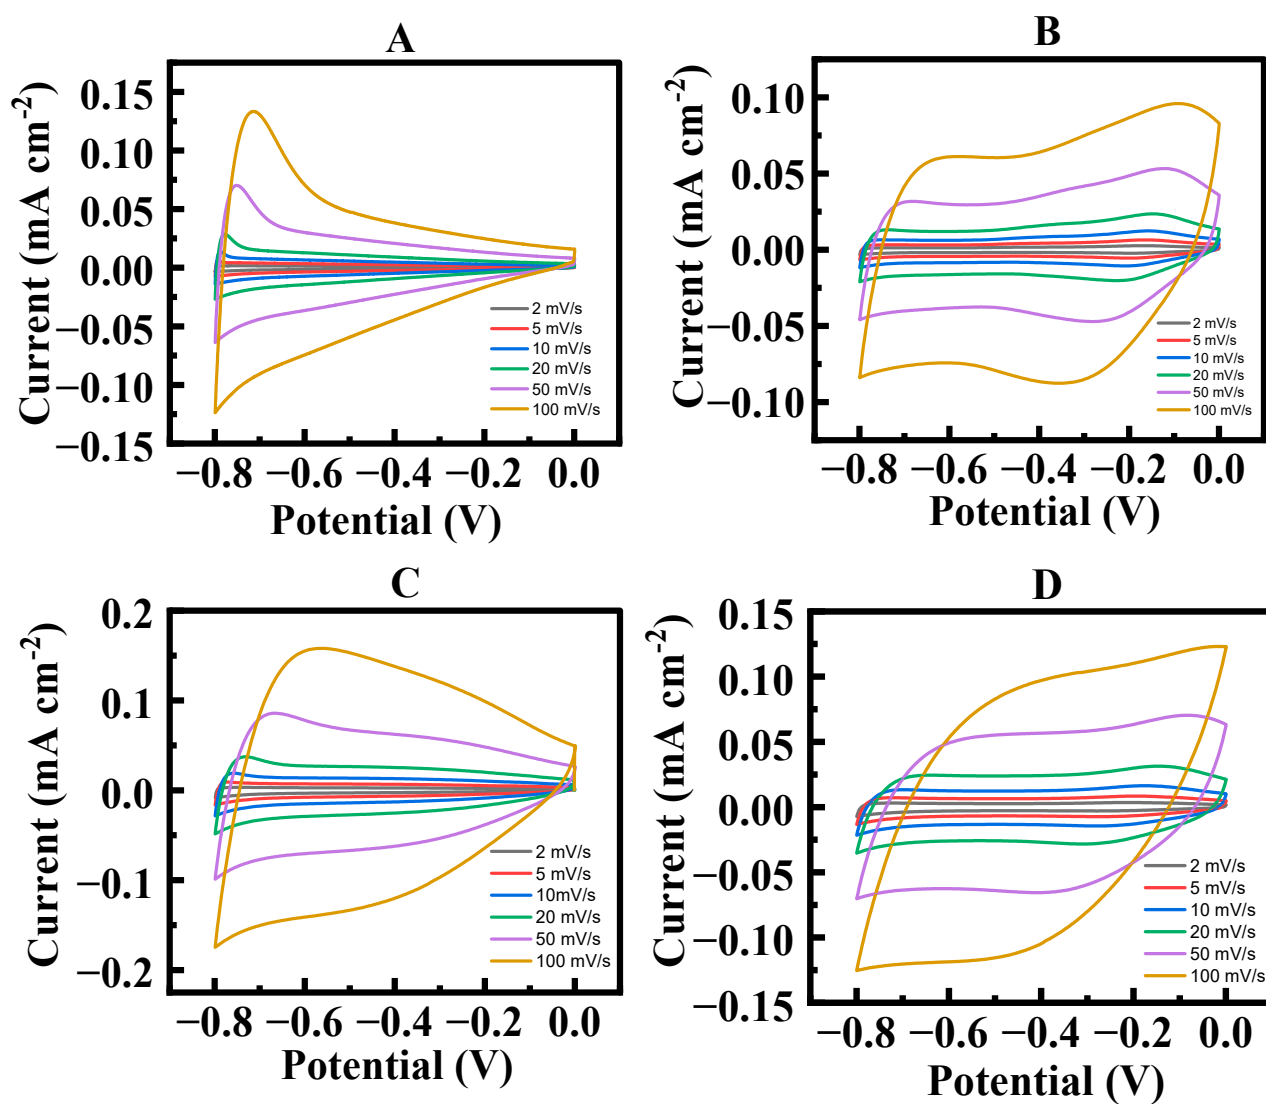 A
Current (mA cm-2)
0.15
0.10
0.05
0.00
−0.05
−0.10
−0.15
−0.8 −0.6 −0.4 −0.2 0.0
Potential (V)
2 mV/s
5 mV/s
10 mV/s
20 mV/s
50 mV/s
100 mV/s
B
Current (mA cm-2)
0.10
0.05
0.00
−0.05
−0.10
−0.8 −0.6 −0.4 −0.2 0.0
Potential (V)
2 mV/s
5 mV/s
10 mV/s
20 mV/s
50 mV/s
100 mV/s
C
Current (mA cm-2)
0.2
0.1
0.0
−0.1
−0.2
−0.8 −0.6 −0.4 −0.2 0.0
Potential (V)
2 mV/s
5 mV/s
10mV/s
20 mV/s
50 mV/s
100 mV/s
D
Current (mA cm-2)
0.15
0.10
0.05
0.00
−0.05
−0.10
−0.15
−0.8 −0.6 −0.4 −0.2 0.0
Potential (V)
2 mV/s
5 mV/s
10 mV/s
20 mV/s
50 mV/s
100 mV/s